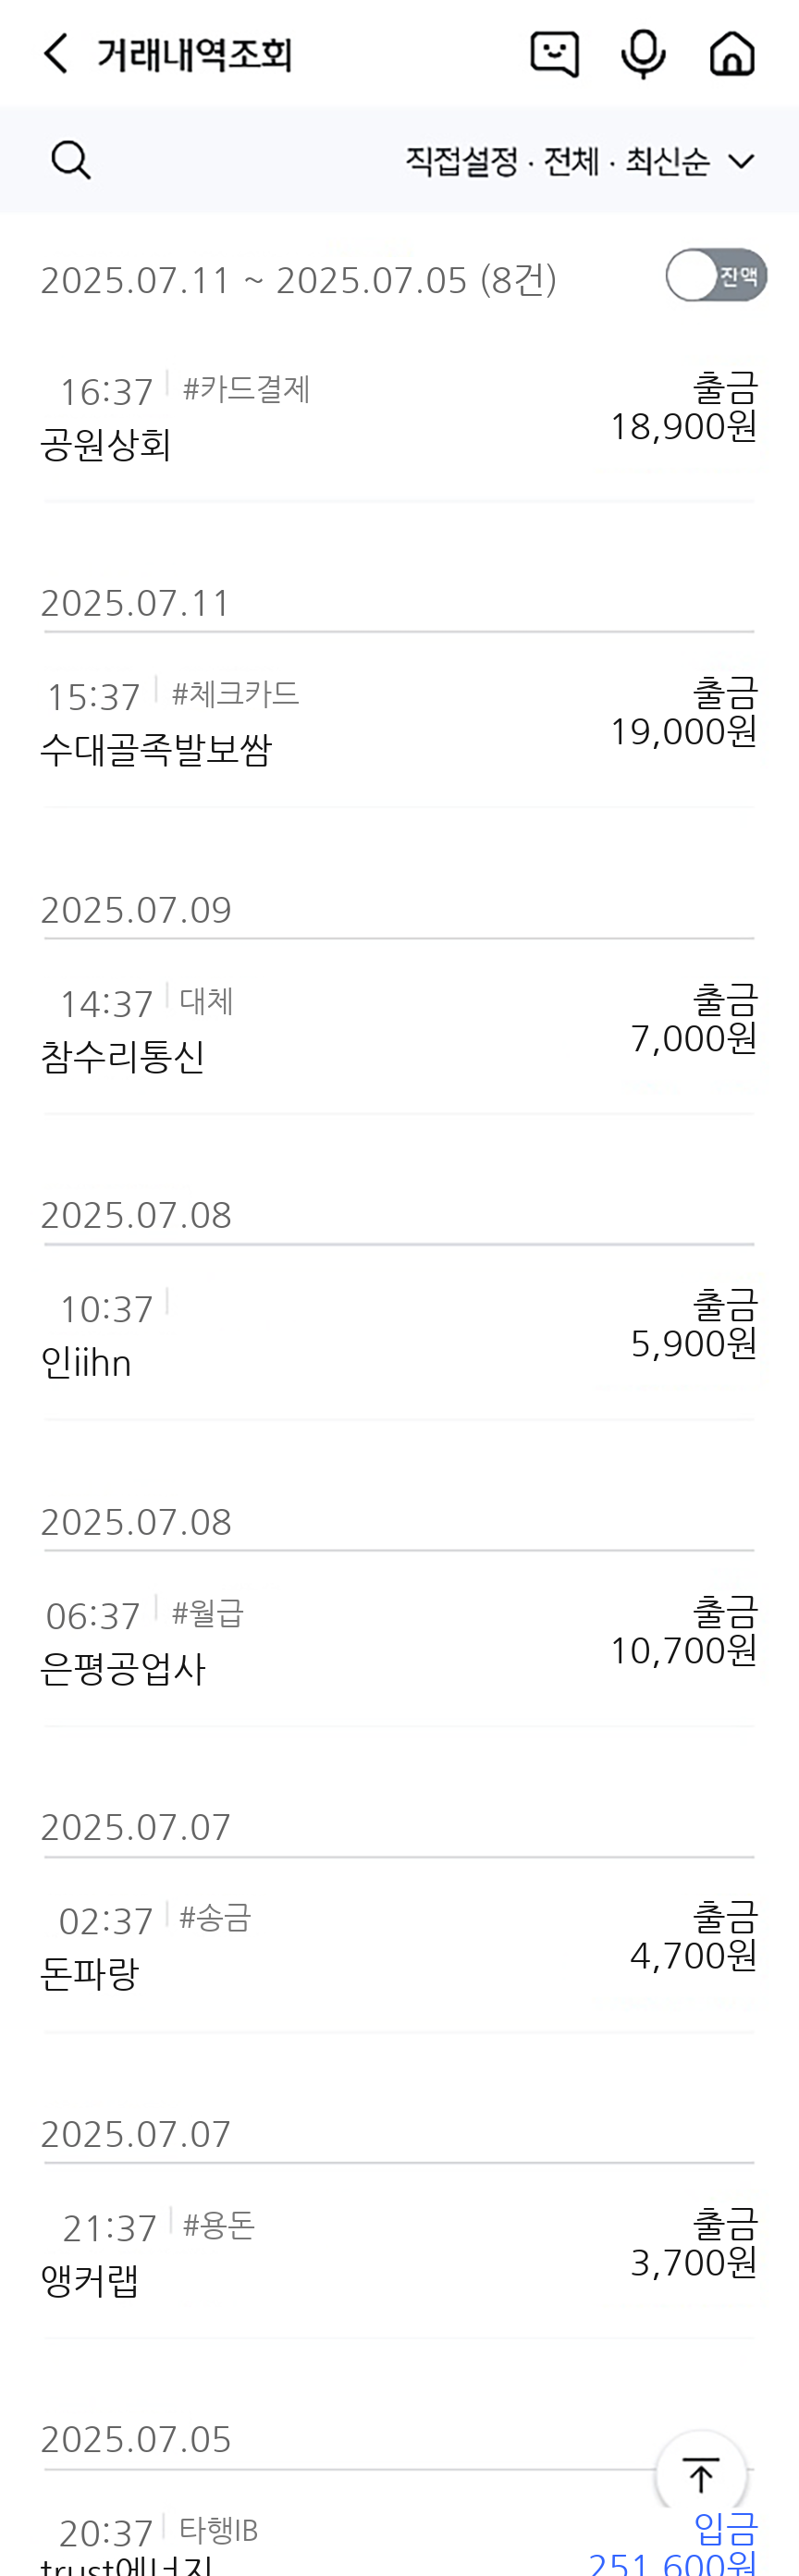 거래내역조회
직접설정 · 전체 · 최신순
2025.07.11 ~ 2025.07.05 (8건)
잔액
16:37 #카드결제
출금
공원상회
18,900원
2025.07.11
15:37 #체크카드
출금
수대골족발보쌈
19,000원
2025.07.09
14:37 대체
출금
참수리통신
7,000원
2025.07.08
10:37
출금
인iihn
5,900원
2025.07.08
06:37 #월급
출금
은평공업사
10,700원
2025.07.07
02:37 #송금
출금
돈파랑
4,700원
2025.07.07
21:37 #용돈
출금
앵커랩
3,700원
2025.07.05
20:37 타행IB
입금
trust에너지
251,600원